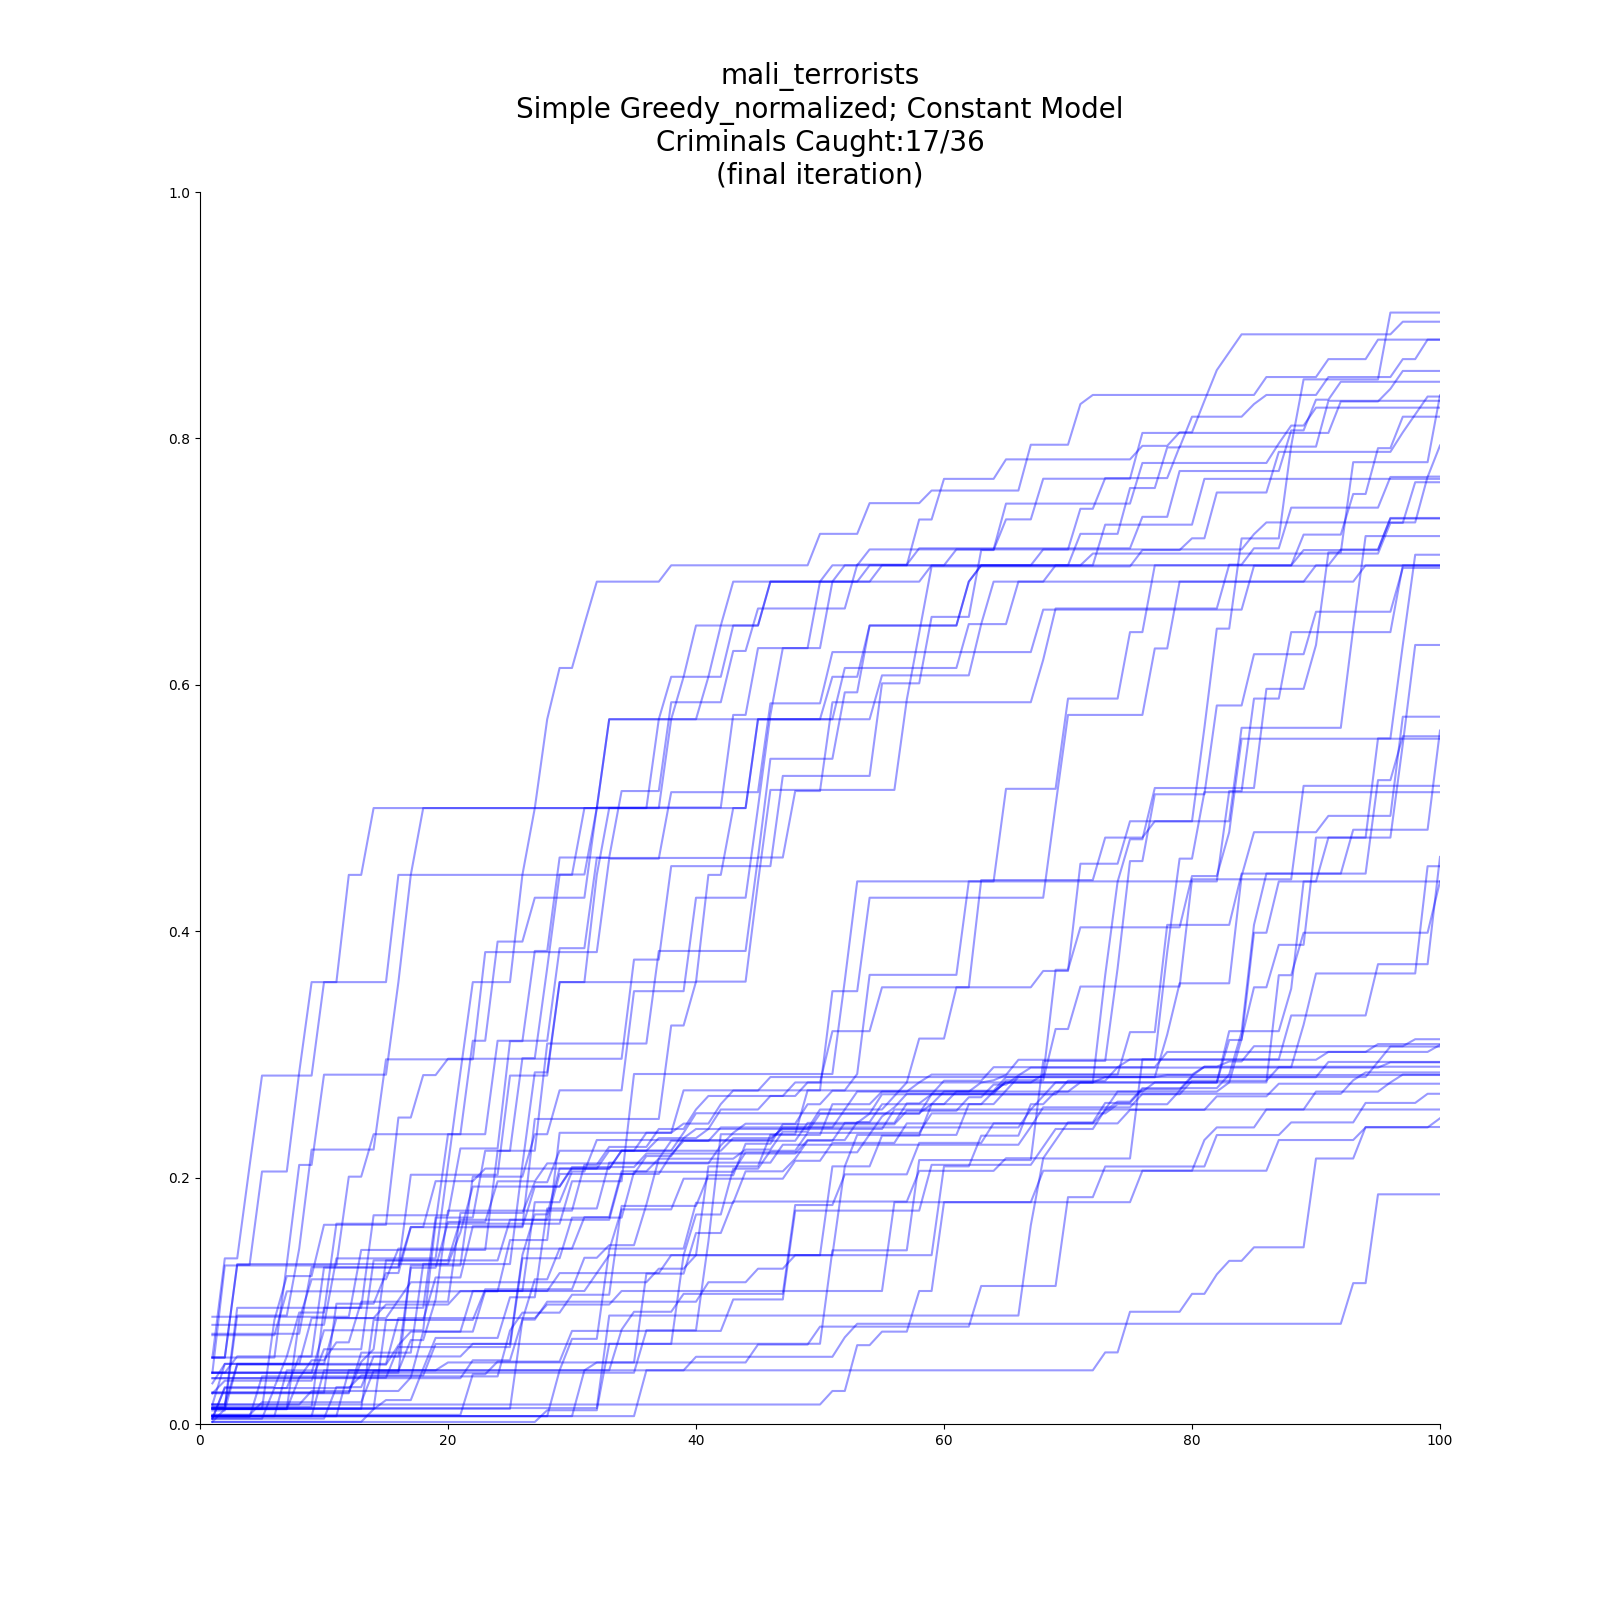 mali_terrorists
Simple Greedy_normalized; Constant Model
Criminals Caught:17/36
(final iteration)
1.0
0.8
0.6
0.4
0.2
0.0
0 20 40 60 80 100